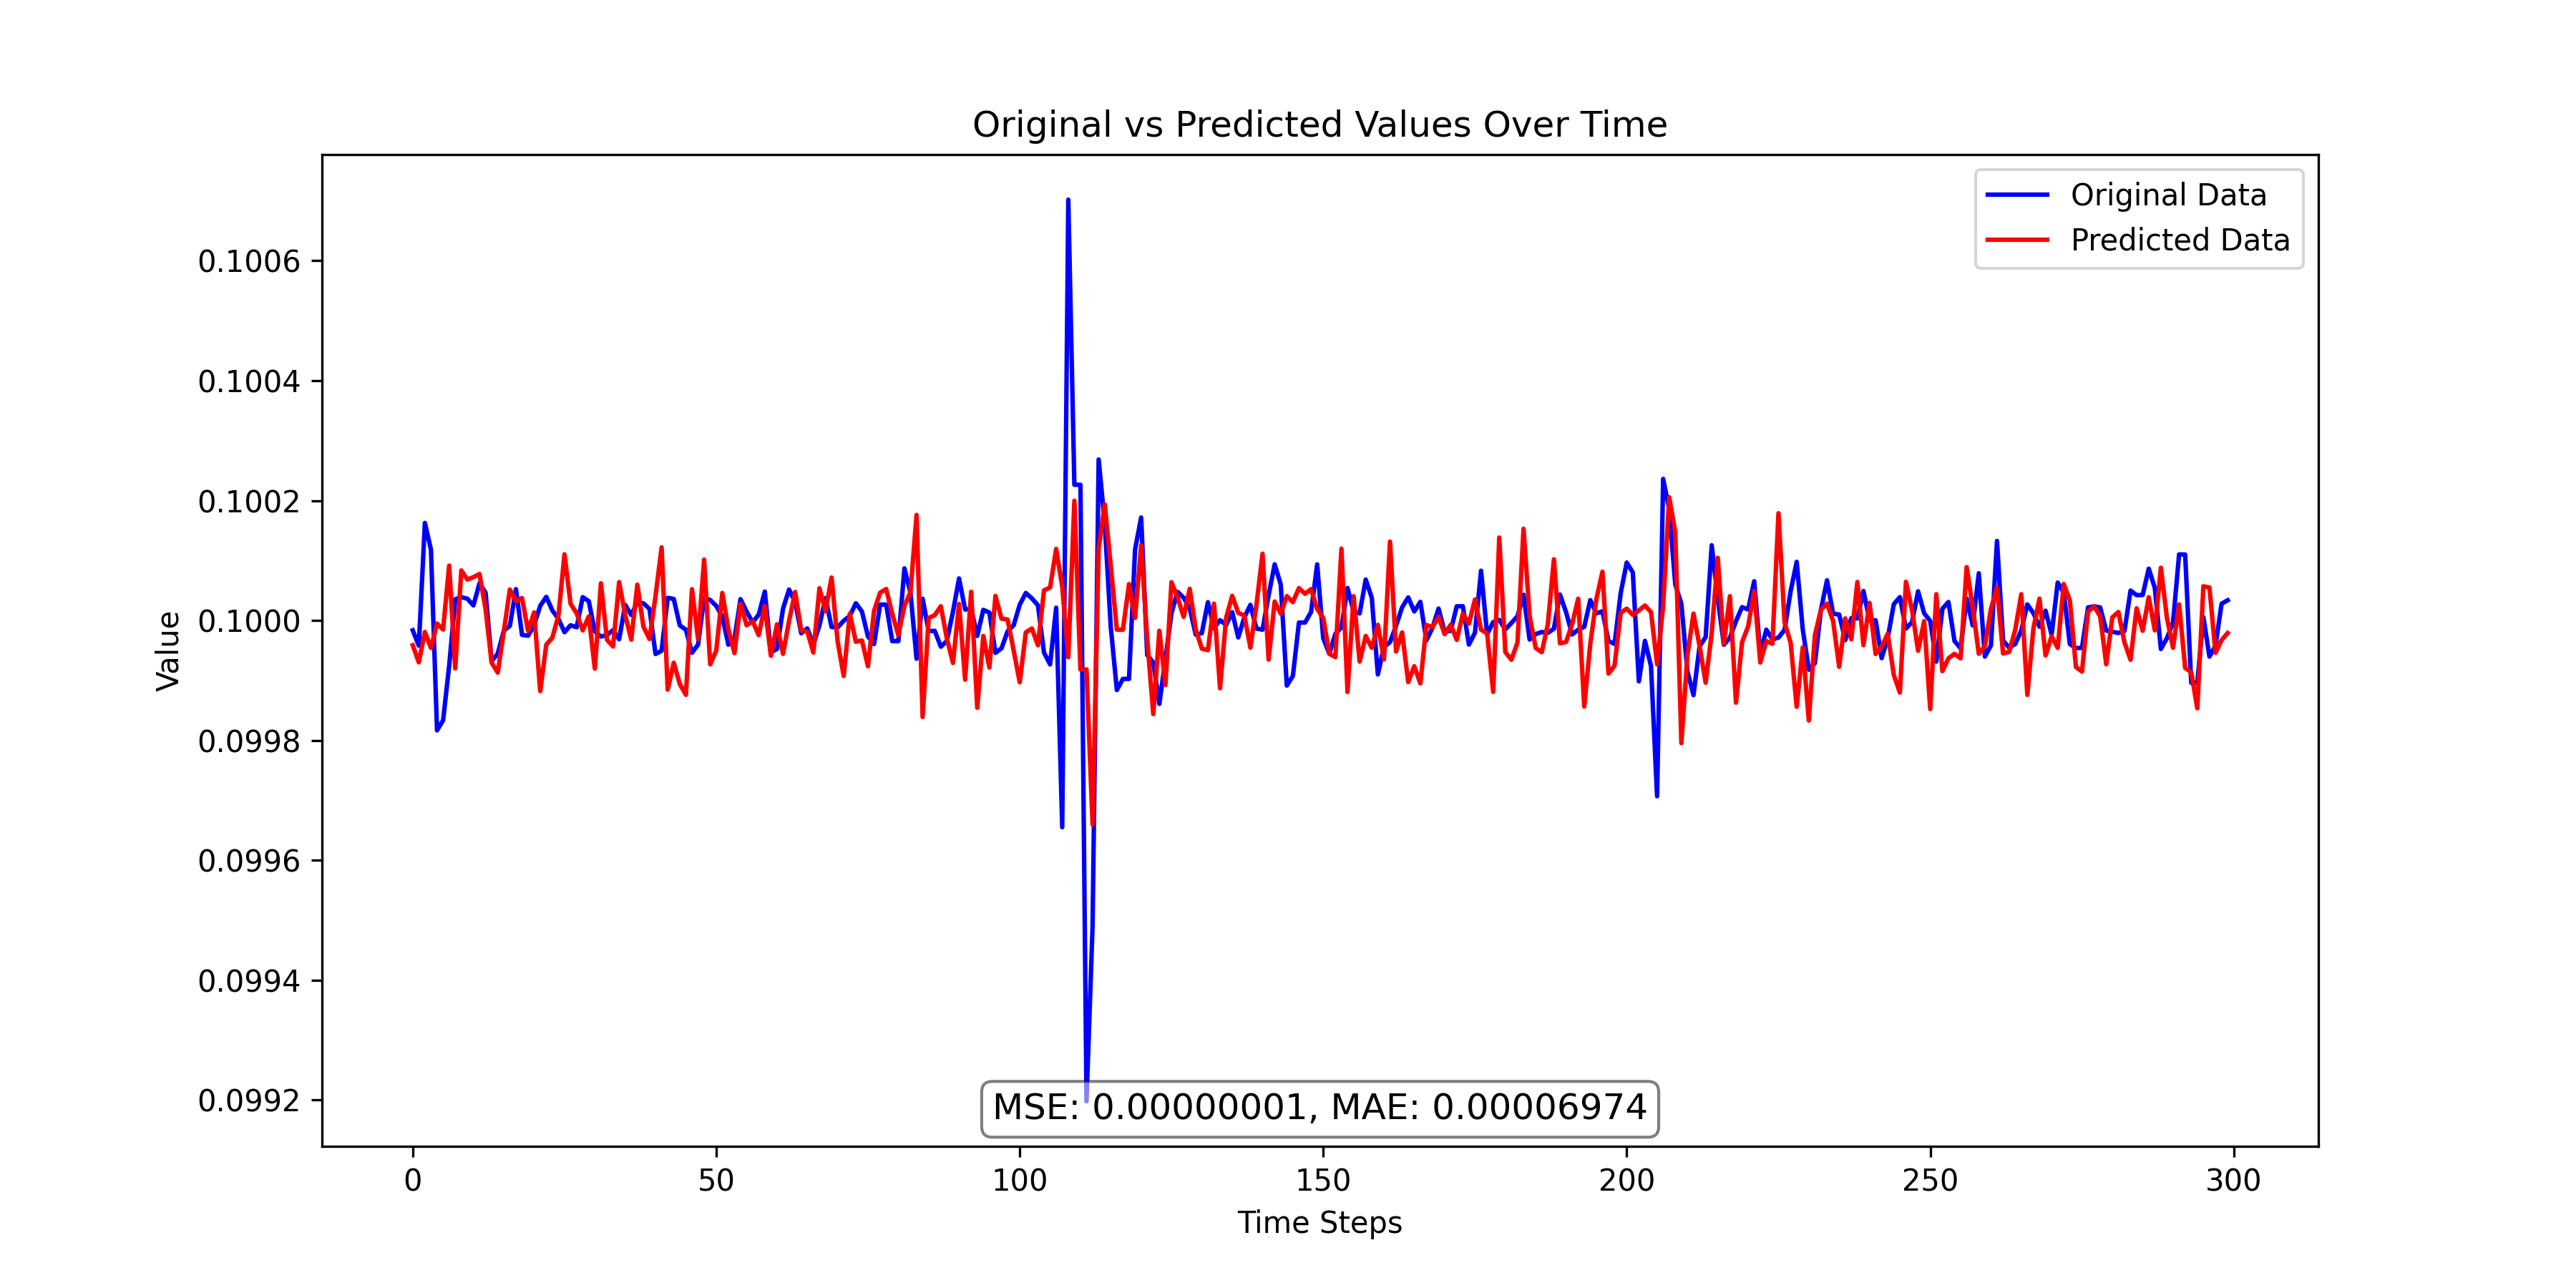 Original vs Predicted Values Over Time
Original Data
Predicted Data
Value
0.1006
0.1004
0.1002
0.1000
0.0998
0.0996
0.0994
0.0992
MSE: 0.00000001, MAE: 0.00006974
0 50 100 150 200 250 300
Time Steps